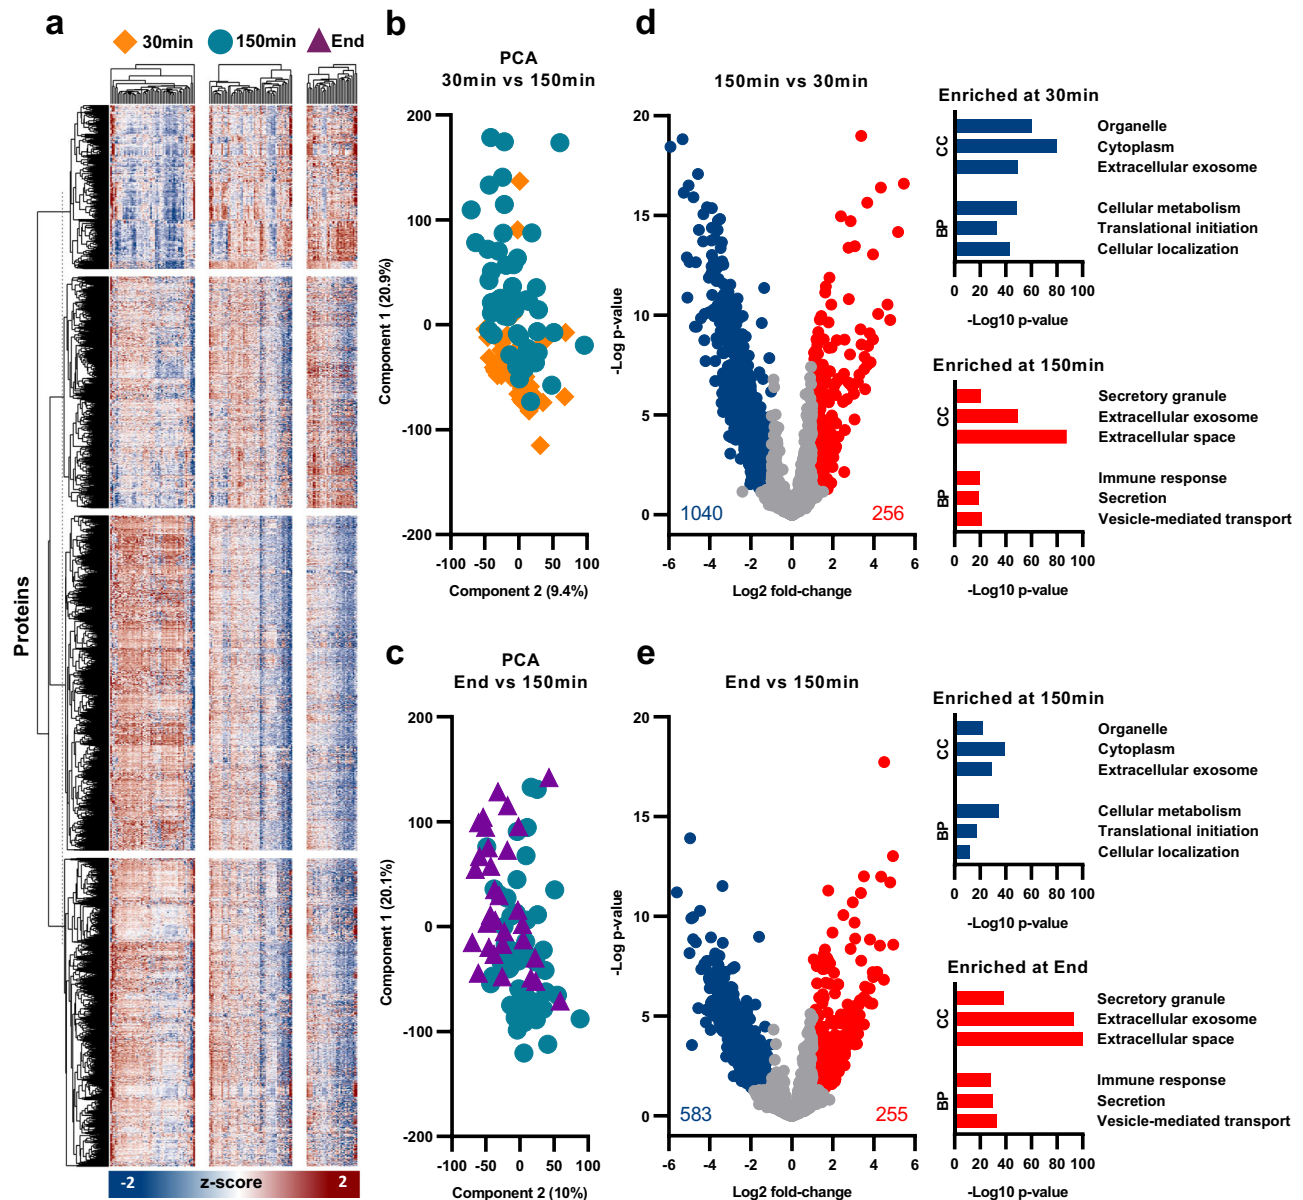 a
30min
150min
End
Proteins
-2
z-score
2
b
PCA
30min vs 150min
Component 1 (20.9%)
200
100
0
-100
-200
-100
-50
0
50
100
Component 2 (9.4%)
c
PCA
End vs 150min
Component 1 (20.1%)
200
100
0
-100
-200
-100
-50
0
50
100
Component 2 (10%)
d
150min vs 30min
-Log p-value
20
15
10
5
0
1040
256
-6
-4
-2
0
2
4
6
Log2 fold-change
Enriched at 30min
CC
Organelle
Cytoplasm
Extracellular exosome
BP
Cellular metabolism
Translational initiation
Cellular localization
0 20 40 60 80 100
-Log10 p-value
Enriched at 150min
CC
Secretory granule
Extracellular exosome
Extracellular space
BP
Immune response
Secretion
Vesicle-mediated transport
0 20 40 60 80 100
-Log10 p-value
e
End vs 150min
-Log p-value
20
15
10
5
0
583
255
-6
-4
-2
0
2
4
6
Log2 fold-change
Enriched at 150min
CC
Organelle
Cytoplasm
Extracellular exosome
BP
Cellular metabolism
Translational initiation
Cellular localization
0 20 40 60 80 100
-Log10 p-value
Enriched at End
CC
Secretory granule
Extracellular exosome
Extracellular space
BP
Immune response
Secretion
Vesicle-mediated transport
0 20 40 60 80 100
-Log10 p-value